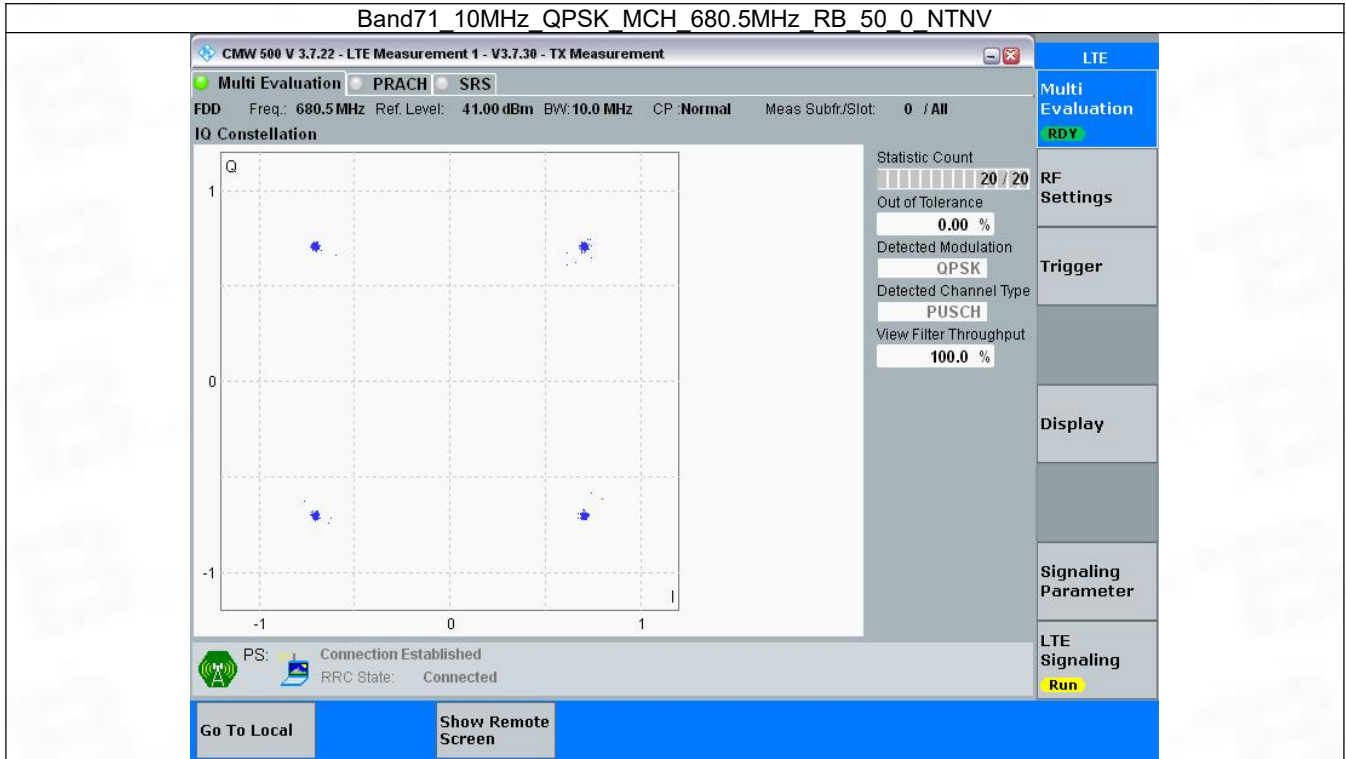 Band71_10MHz_QPSK_MCH_680.5MHz_RB_50_0_NTNV
CMW 500 V 3.7.22 - LTE Measurement 1 - V3.7.30 - TX Measurement
LTE
Multi Evaluation PRACH SRS
FDD Freq.: 680.5 MHz Ref. Level: 41.00 dBm BW: 10.0 MHz CP : Normal Meas Subfr./Slot: 0 / All
IQ Constellation
Q
1
0
-1
I
-1 0 1
Statistic Count
20 / 20
Out of Tolerance
0.00 %
Detected Modulation
QPSK
Detected Channel Type
PUSCH
View Filter Throughput
100.0 %
Multi
Evaluation
RDY
RF
Settings
Trigger
Display
Signaling
Parameter
LTE
Signaling
Run
PS: Connection Established
RRC State: Connected
Go To Local
Show Remote
Screen